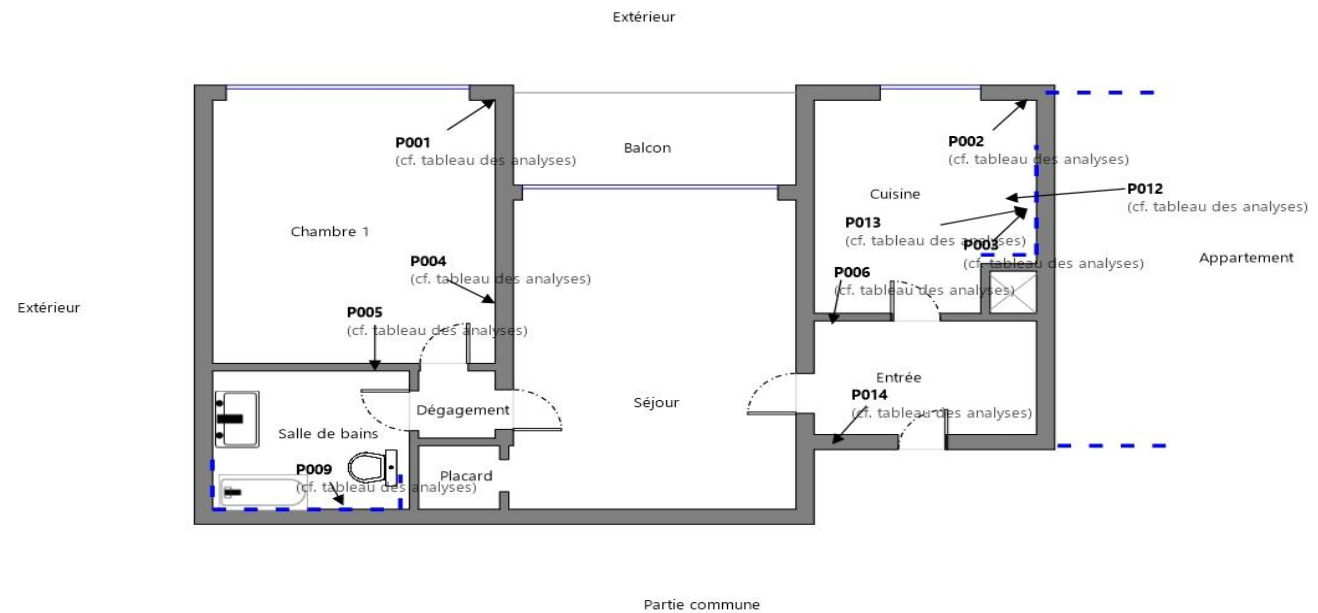 Extérieur
P001
(cf. tableau des analyses)
P002
(cf. tableau des analyses)
Balcon
Cuisine
P012
(cf. tableau des analyses)
P013
(cf. tableau des analyses)
Chambre 1
P003
(cf. tableau des analyses)
Appartement
P004
(cf. tableau des analyses)
P006
(cf. tableau des analyses)
Extérieur
P005
(cf. tableau des analyses)
Entrée
P014
(cf. tableau des analyses)
Séjour
Dégagement
Salle de bains
P009
(cf. tableau des analyses)
Placard
Partie commune